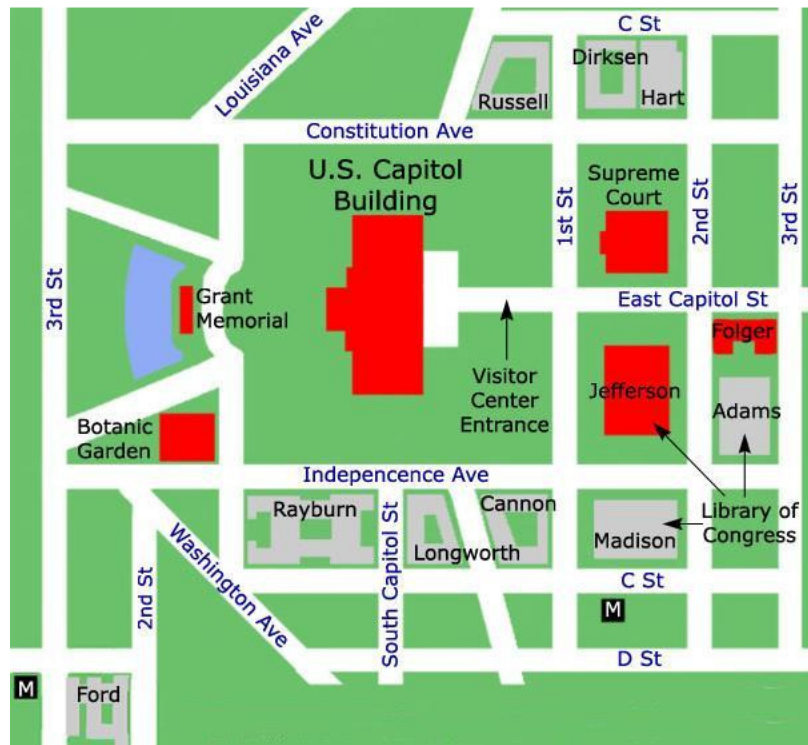 C St
Louisiana Ave
Dirksen
Russell
Hart
Constitution Ave
U.S. Capitol
Building
1st St
Supreme
Court
2nd St
3rd St
3rd St
Grant
Memorial
East Capitol St
Folger
Visitor
Center
Entrance
Jefferson
Adams
Botanic
Garden
Indepencence Ave
Rayburn
South Capitol St
Cannon
Longworth
Madison
Library of
Congress
Washington Ave
2nd St
C St
M
D St
M
Ford